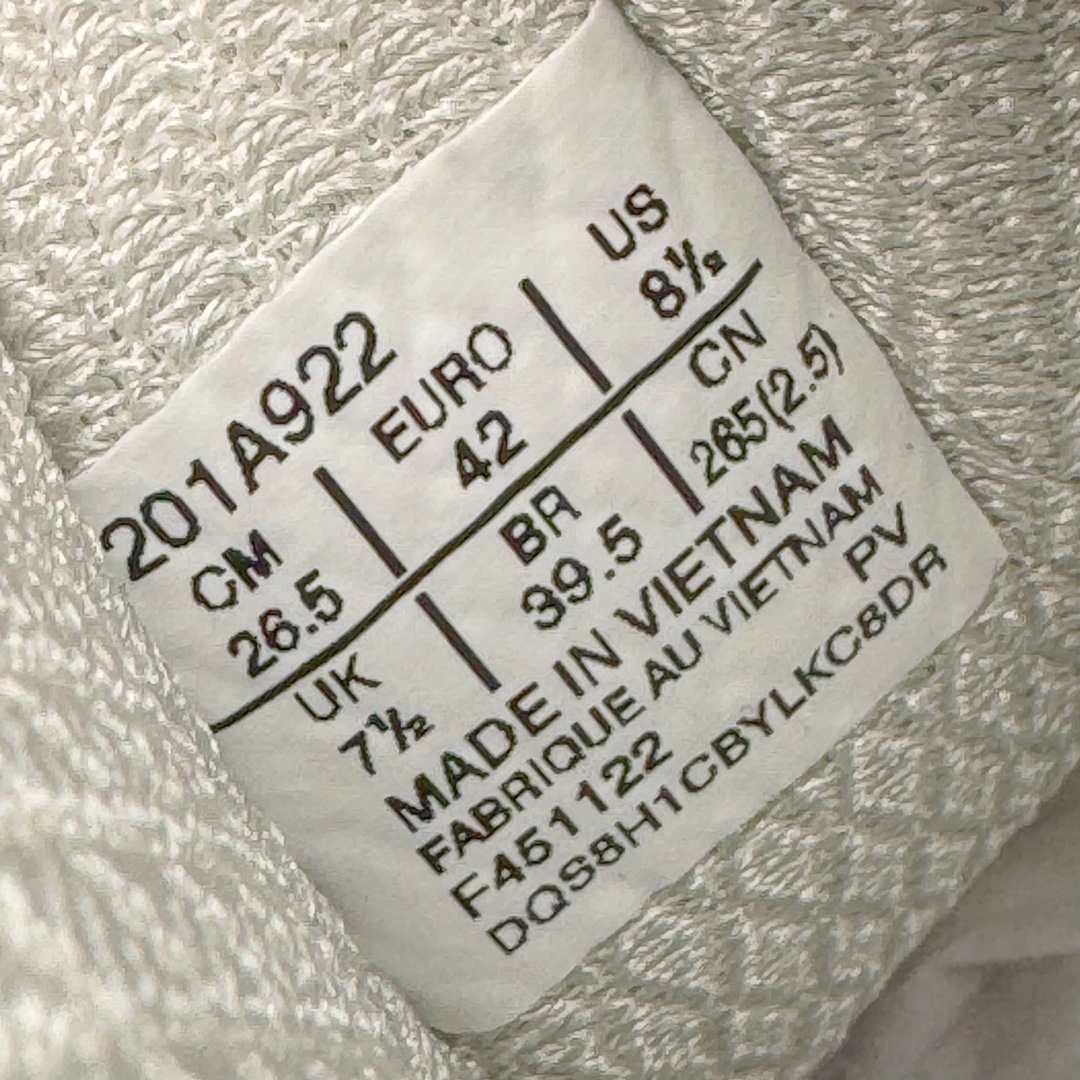 201A922
CM EURO US
26.5 42 8½
UK BR CN
7½ 39.5 265(2.5)
MADE IN VIETNAM
FABRIQUE AU VIETNAM
F451122 PV
DQS8H1CBYLKC8DR